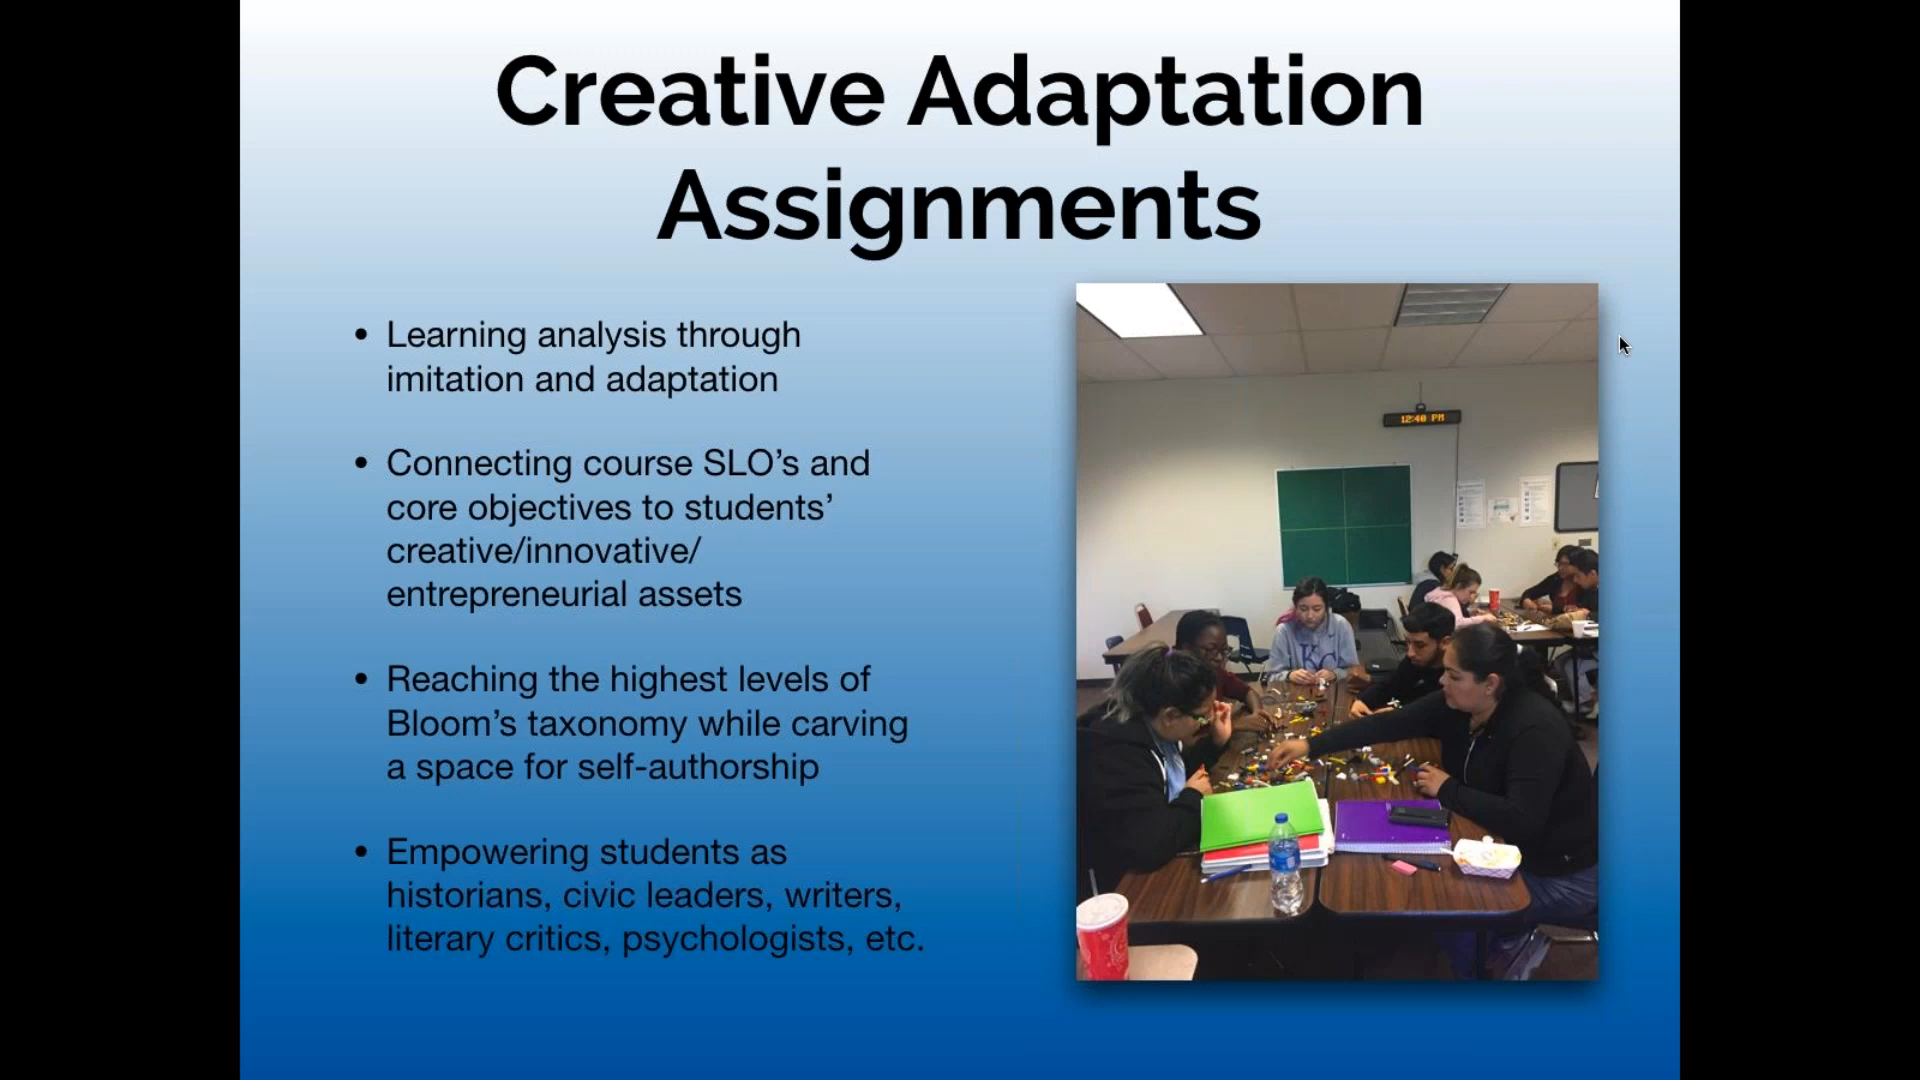 Creative Adaptation
Assignments
• Learning analysis through
imitation and adaptation
• Connecting course SLO’s and
core objectives to students’
creative/innovative/
entrepreneurial assets
• Reaching the highest levels of
Bloom’s taxonomy while carving
a space for self-authorship
• Empowering students as
historians, civic leaders, writers,
literary critics, psychologists, etc.
12:40 PM
KC